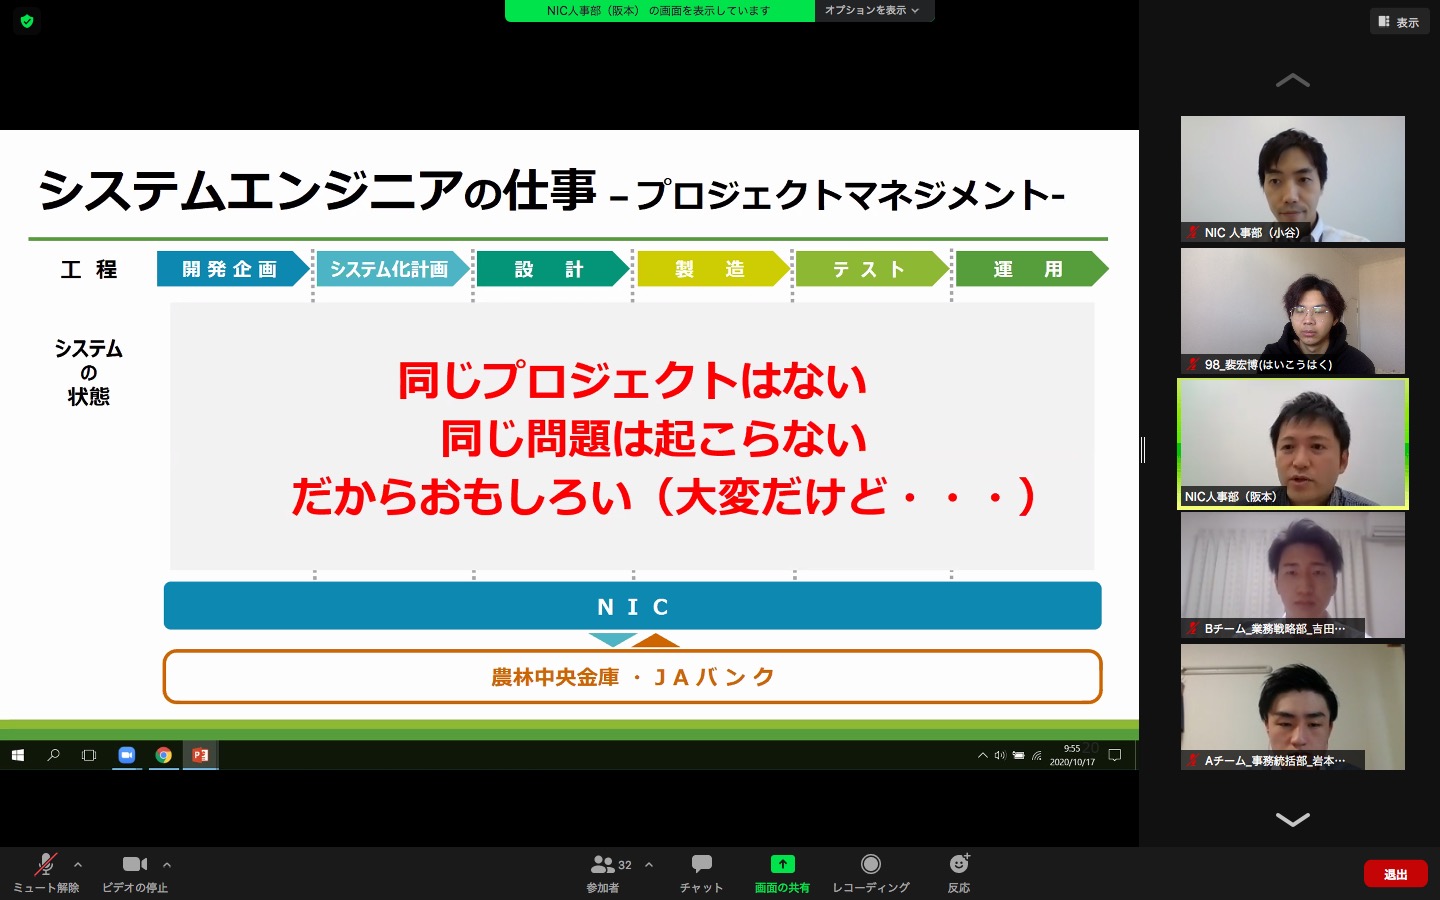 NIC人事部（阪本） の画面を表示しています
オプションを表示
表示
システムエンジニアの仕事 –プロジェクトマネジメント-
工 程
開 発 企 画
システム化計画
設 計
製 造
テ ス ト
運 用
システム
の
状態
同じプロジェクトはない
同じ問題は起こらない
だからおもしろい（大変だけど・・・）
N I C
農林中央金庫 ・ J A バ ン ク
20
9:55
2020/10/17
NIC 人事部（小谷）
98_裴宏博(はいこうはく)
NIC人事部（阪本）
Bチーム_業務戦略部_吉田…
Aチーム_事務統括部_岩本…
ミュート解除
ビデオの停止
32
参加者
チャット
画面の共有
レコーディング
反応
退出